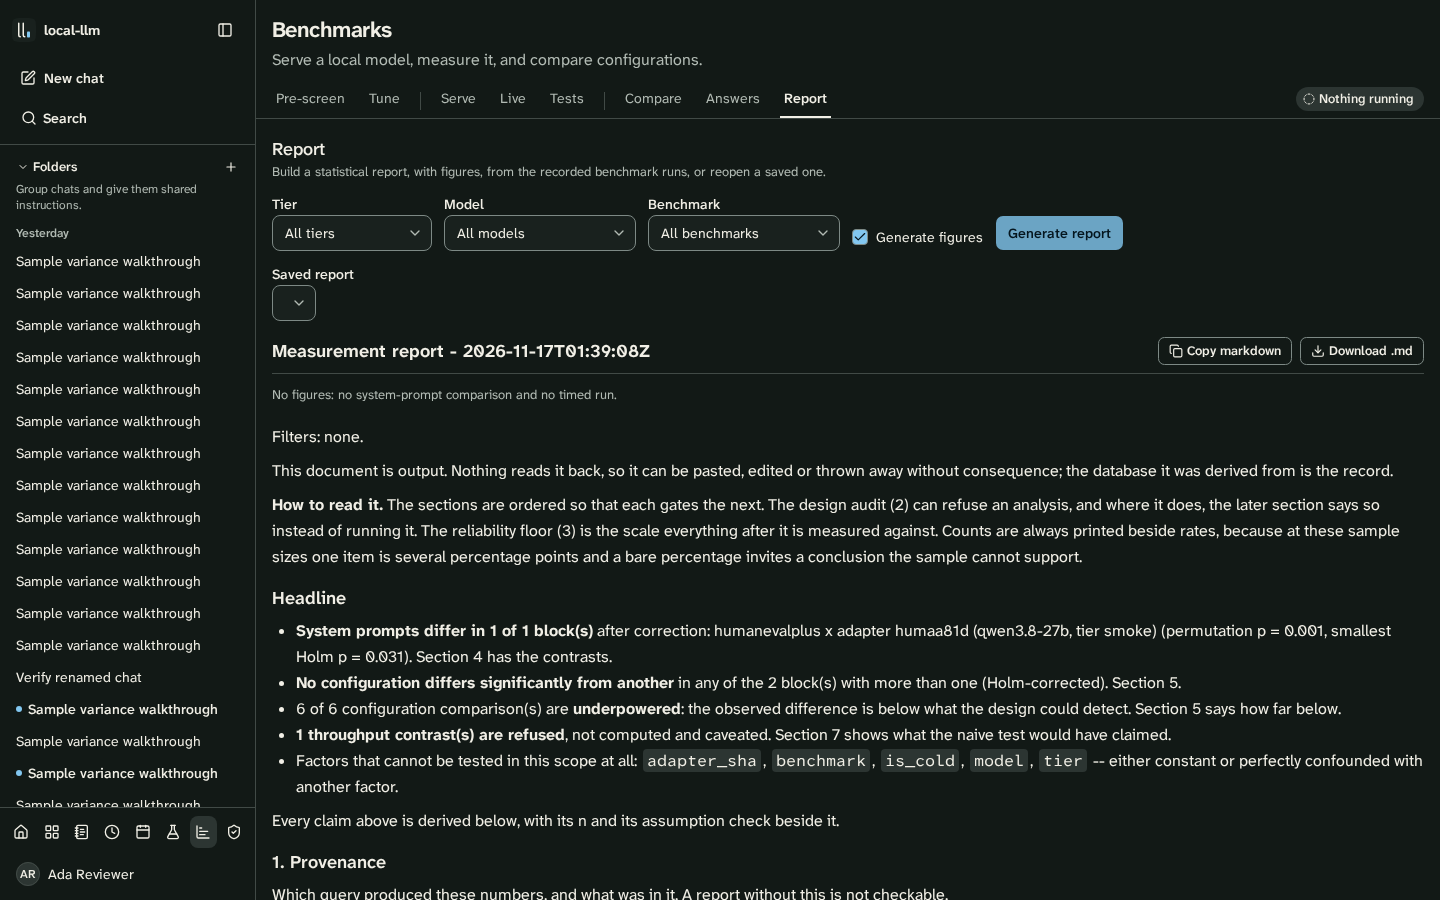 local-llm
New chat
Search
Folders
Group chats and give them shared
instructions.
Yesterday
Sample variance walkthrough
Sample variance walkthrough
Sample variance walkthrough
Sample variance walkthrough
Sample variance walkthrough
Sample variance walkthrough
Sample variance walkthrough
Sample variance walkthrough
Sample variance walkthrough
Sample variance walkthrough
Sample variance walkthrough
Sample variance walkthrough
Sample variance walkthrough
Verify renamed chat
Sample variance walkthrough
Sample variance walkthrough
Sample variance walkthrough
Sample variance walkthrough
AR Ada Reviewer
Benchmarks
Serve a local model, measure it, and compare configurations.
Pre-screen Tune Serve Live Tests Compare Answers Report Nothing running
Report
Build a statistical report, with figures, from the recorded benchmark runs, or reopen a saved one.
Tier Model Benchmark
All tiers All models All benchmarks Generate figures Generate report
Saved report
Measurement report - 2026-11-17T01:39:08Z Copy markdown Download .md
No figures: no system-prompt comparison and no timed run.
Filters: none.
This document is output. Nothing reads it back, so it can be pasted, edited or thrown away without consequence; the database it was derived from is the record.
How to read it. The sections are ordered so that each gates the next. The design audit (2) can refuse an analysis, and where it does, the later section says so
instead of running it. The reliability floor (3) is the scale everything after it is measured against. Counts are always printed beside rates, because at these sample
sizes one item is several percentage points and a bare percentage invites a conclusion the sample cannot support.
Headline
• System prompts differ in 1 of 1 block(s) after correction: humanevalplus x adapter humaa81d (qwen3.8-27b, tier smoke) (permutation p = 0.001, smallest
Holm p = 0.031). Section 4 has the contrasts.
• No configuration differs significantly from another in any of the 2 block(s) with more than one (Holm-corrected). Section 5.
• 6 of 6 configuration comparison(s) are underpowered: the observed difference is below what the design could detect. Section 5 says how far below.
• 1 throughput contrast(s) are refused, not computed and caveated. Section 7 shows what the naive test would have claimed.
• Factors that cannot be tested in this scope at all: adapter_sha, benchmark, is_cold, model, tier -- either constant or perfectly confounded with
another factor.
Every claim above is derived below, with its n and its assumption check beside it.
1. Provenance
Which query produced these numbers, and what was in it. A report without this is not checkable.